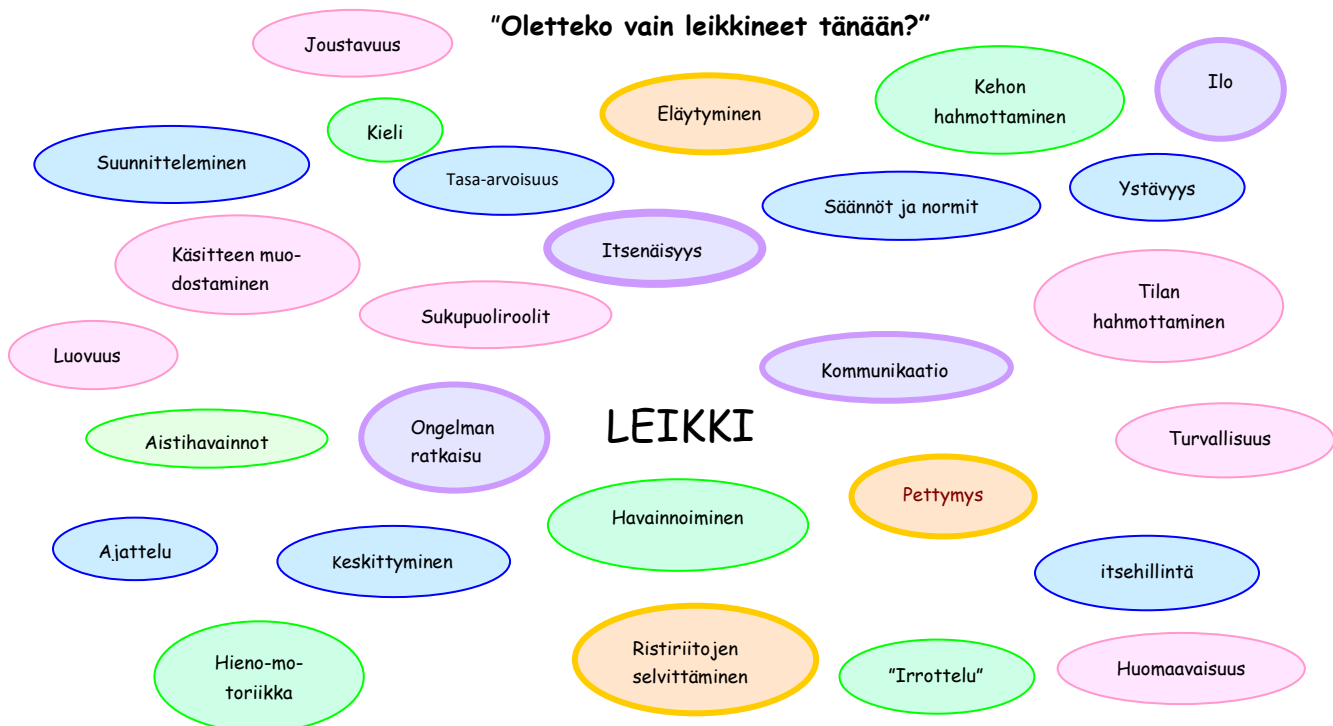 "Oletteko vain leikkineet tänään?”
Joustavuus
Ilo
Kehon
hahmottaminen
Eläytyminen
Kieli
Suunnitteleminen
Tasa-arvoisuus
Ystävyys
Säännöt ja normit
Itsenäisyys
Käsitteen muo-
dostaminen
Tilan
hahmottaminen
Sukupuoliroolit
Luovuus
Kommunikaatio
LEIKKI
Ongelman
ratkaisu
Aistihavainnot
Turvallisuus
Pettymys
Havainnoiminen
Ajattelu
Keskittyminen
itsehillintä
Ristiriitojen
selvittäminen
Hieno-mo-
toriikka
”Irrottelu”
Huomaavaisuus